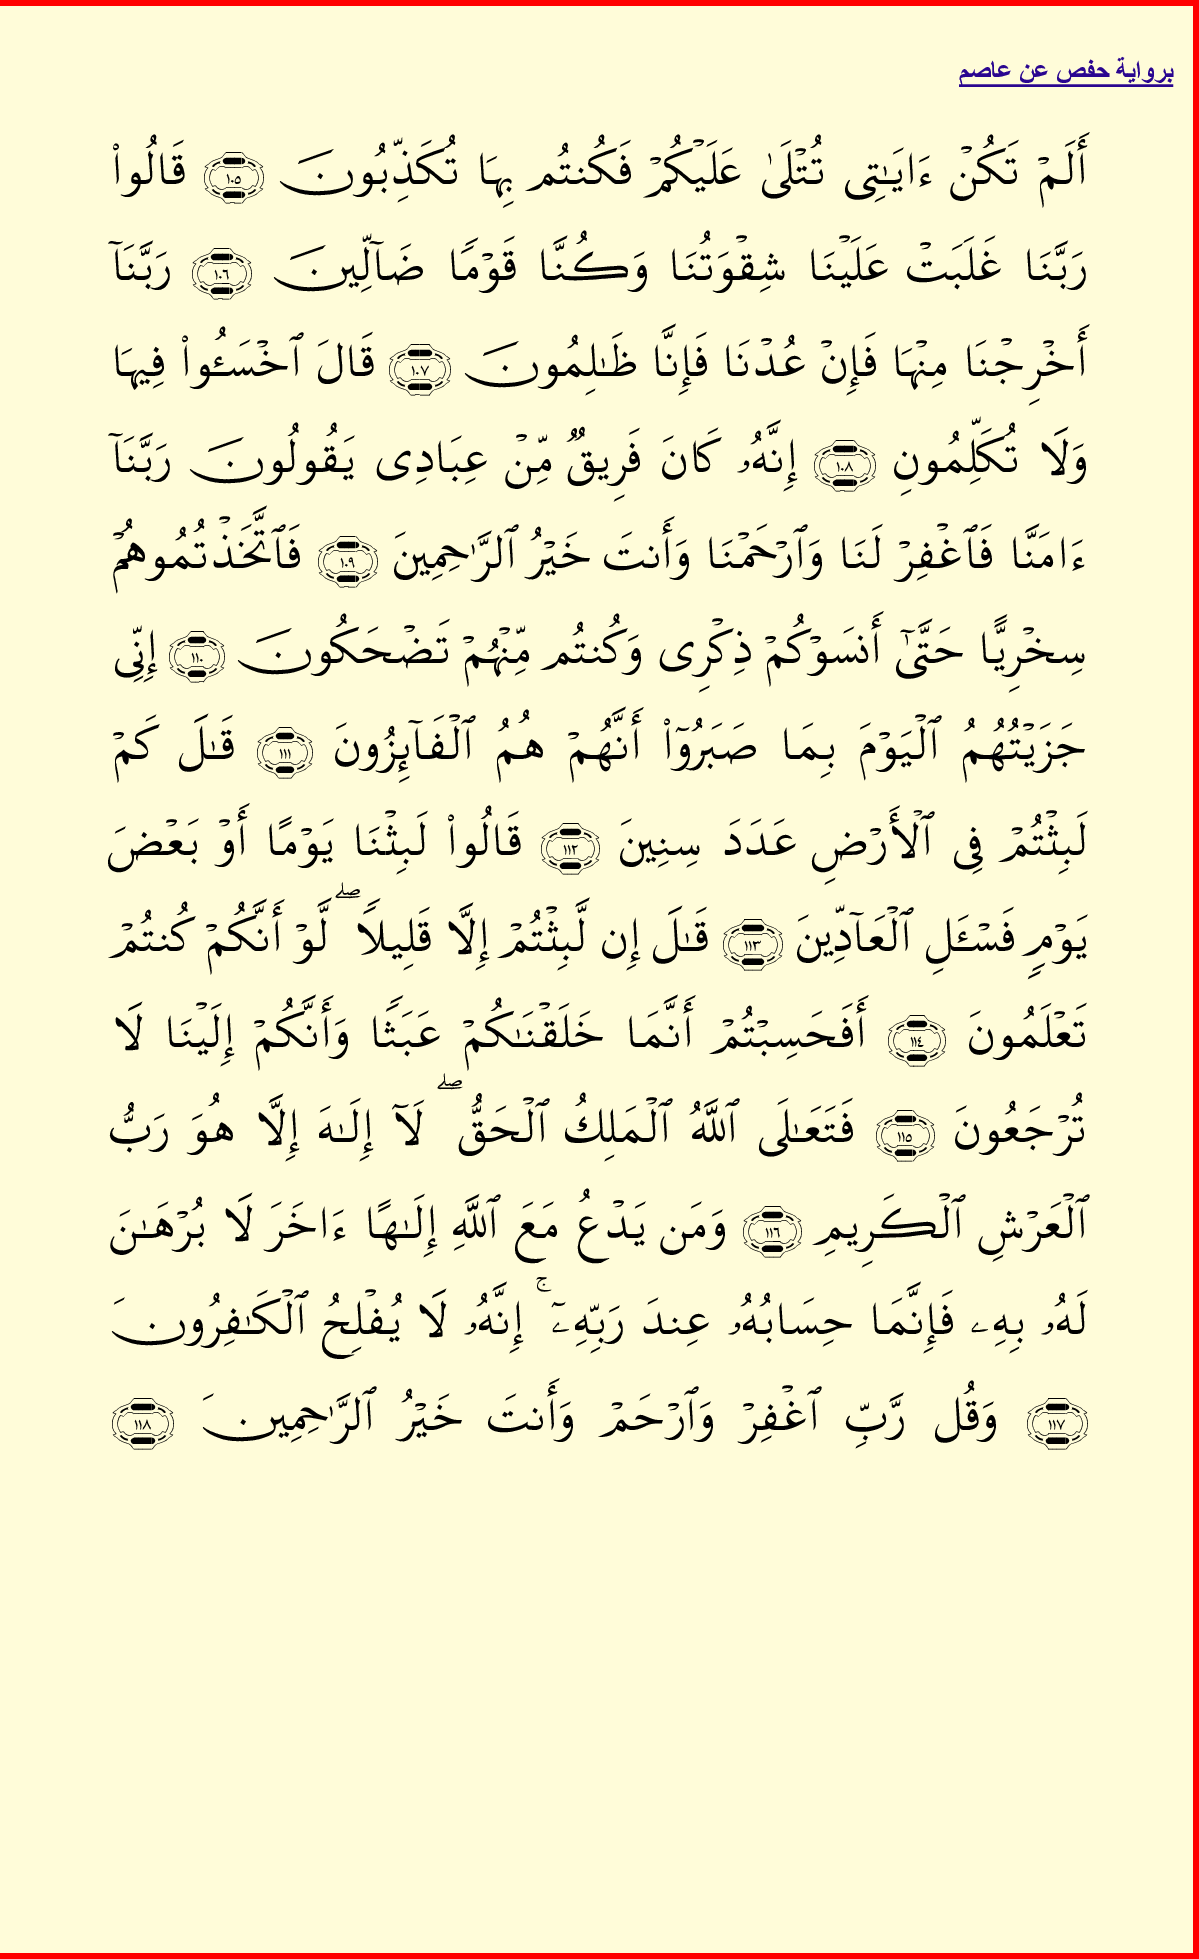 برواية حفص عن عاصم
أَلَمْ تَكُنْ ءَايَٰتِى تُتْلَىٰ عَلَيْكُمْ فَكُنتُم بِهَا تُكَذِّبُونَ ١٠٥ قَالُوا۟
رَبَّنَا غَلَبَتْ عَلَيْنَا شِقْوَتُنَا وَكُنَّا قَوْمًا ضَآلِّينَ ١٠٦ رَبَّنَآ
أَخْرِجْنَا مِنْهَا فَإِنْ عُدْنَا فَإِنَّا ظَٰلِمُونَ ١٠٧ قَالَ ٱخْسَـُٔوا۟ فِيهَا
وَلَا تُكَلِّمُونِ ١٠٨ إِنَّهُۥ كَانَ فَرِيقٌ مِّنْ عِبَادِى يَقُولُونَ رَبَّنَآ
ءَامَنَّا فَٱغْفِرْ لَنَا وَٱرْحَمْنَا وَأَنتَ خَيْرُ ٱلرَّٰحِمِينَ ١٠٩ فَٱتَّخَذْتُمُوهُمْ
سِخْرِيًّا حَتَّىٰٓ أَنسَوْكُمْ ذِكْرِى وَكُنتُم مِّنْهُمْ تَضْحَكُونَ ١١٠ إِنِّى
جَزَيْتُهُمُ ٱلْيَوْمَ بِمَا صَبَرُوٓا۟ أَنَّهُمْ هُمُ ٱلْفَآئِزُونَ ١١١ قَٰلَ كَمْ
لَبِثْتُمْ فِى ٱلْأَرْضِ عَدَدَ سِنِينَ ١١٢ قَالُوا۟ لَبِثْنَا يَوْمًا أَوْ بَعْضَ
يَوْمٍ فَسْـَٔلِ ٱلْعَآدِّينَ ١١٣ قَٰلَ إِن لَّبِثْتُمْ إِلَّا قَلِيلًا ۖ لَّوْ أَنَّكُمْ كُنتُمْ
تَعْلَمُونَ ١١٤ أَفَحَسِبْتُمْ أَنَّمَا خَلَقْنَٰكُمْ عَبَثًا وَأَنَّكُمْ إِلَيْنَا لَا
تُرْجَعُونَ ١١٥ فَتَعَٰلَى ٱللَّهُ ٱلْمَلِكُ ٱلْحَقُّ ۖ لَآ إِلَٰهَ إِلَّا هُوَ رَبُّ
ٱلْعَرْشِ ٱلْكَرِيمِ ١١٦ وَمَن يَدْعُ مَعَ ٱللَّهِ إِلَٰهًا ءَاخَرَ لَا بُرْهَٰنَ
لَهُۥ بِهِۦ فَإِنَّمَا حِسَابُهُۥ عِندَ رَبِّهِۦٓ ۚ إِنَّهُۥ لَا يُفْلِحُ ٱلْكَٰفِرُونَ
١١٧ وَقُل رَّبِّ ٱغْفِرْ وَٱرْحَمْ وَأَنتَ خَيْرُ ٱلرَّٰحِمِينَ ١١٨